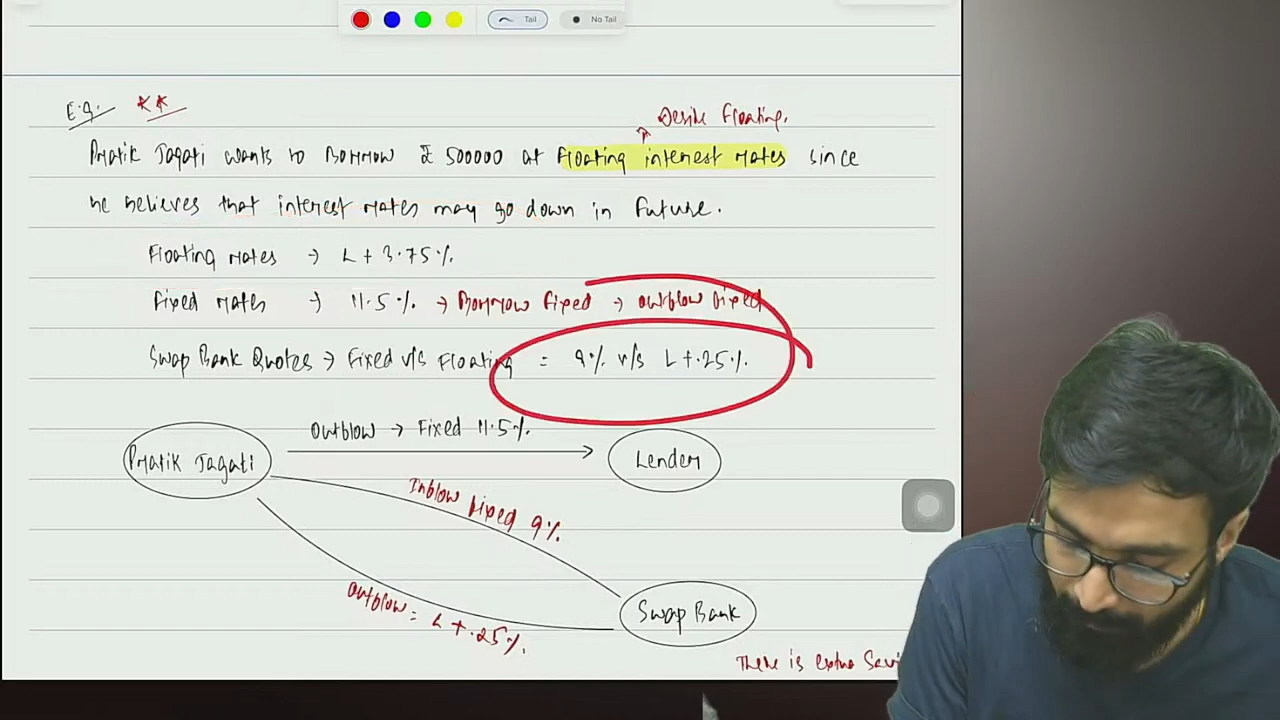 Tail
No Tail
E.g. **
Desire Floating.
Pratik Jagati wants to Borrow ₹ 500000 at Floating interest rates since
he believes that interest rates may go down in future.
Floating rates → L + 3.75%.
Fixed rates → 11.5% → Borrow fixed → outflow fixed
Swap Bank Quotes → Fixed v/s Floating = 9% v/s L+.25%.
Outflow → Fixed 11.5%.
Pratik Jagati
Lender
Inflow fixed 9%.
Outflow = L + .25%.
Swap Bank
There is extra